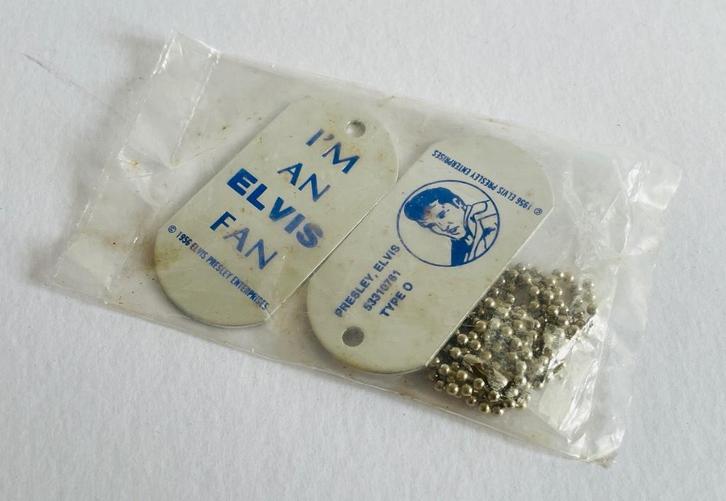 I'M
AN
ELVIS
FAN
© 1956 ELVIS PRESLEY ENTERPRISES
© 1956 ELVIS PRESLEY ENTERPRISES
PRESLEY, ELVIS
53310761
TYPE O